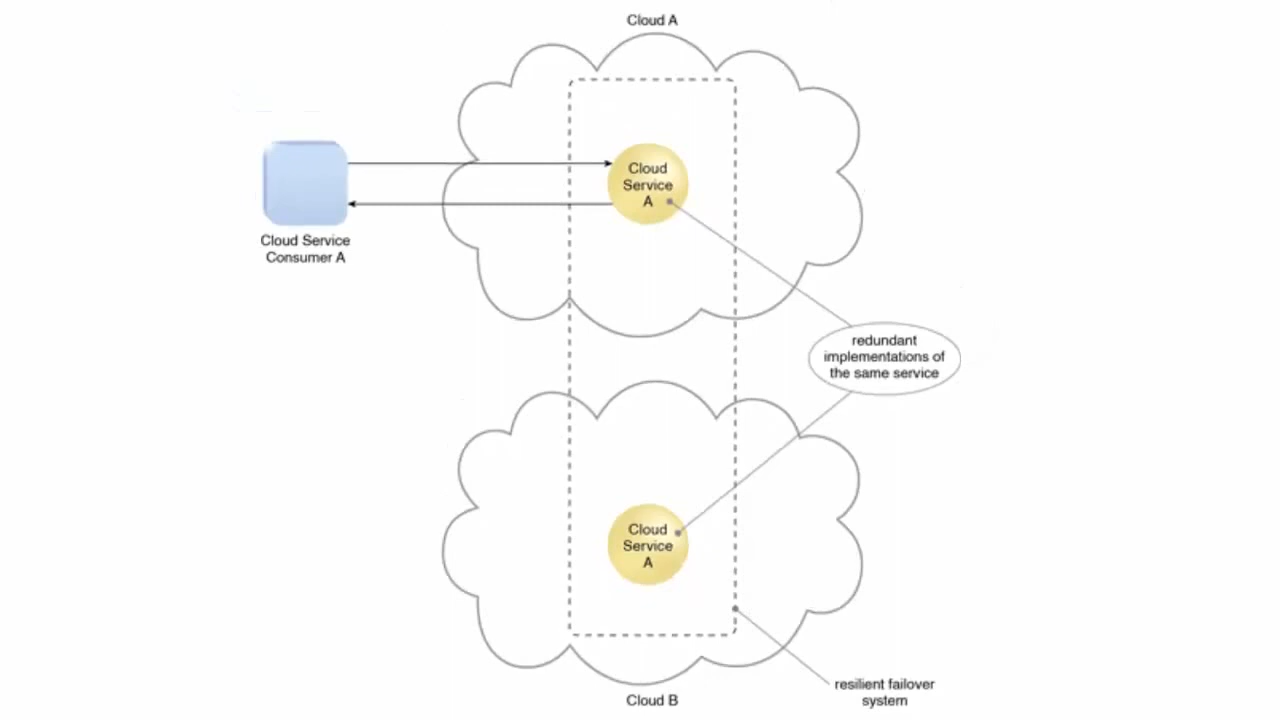 Cloud A
Cloud
Service
A
Cloud Service
Consumer A
redundant
implementations of
the same service
Cloud
Service
A
resilient failover
system
Cloud B